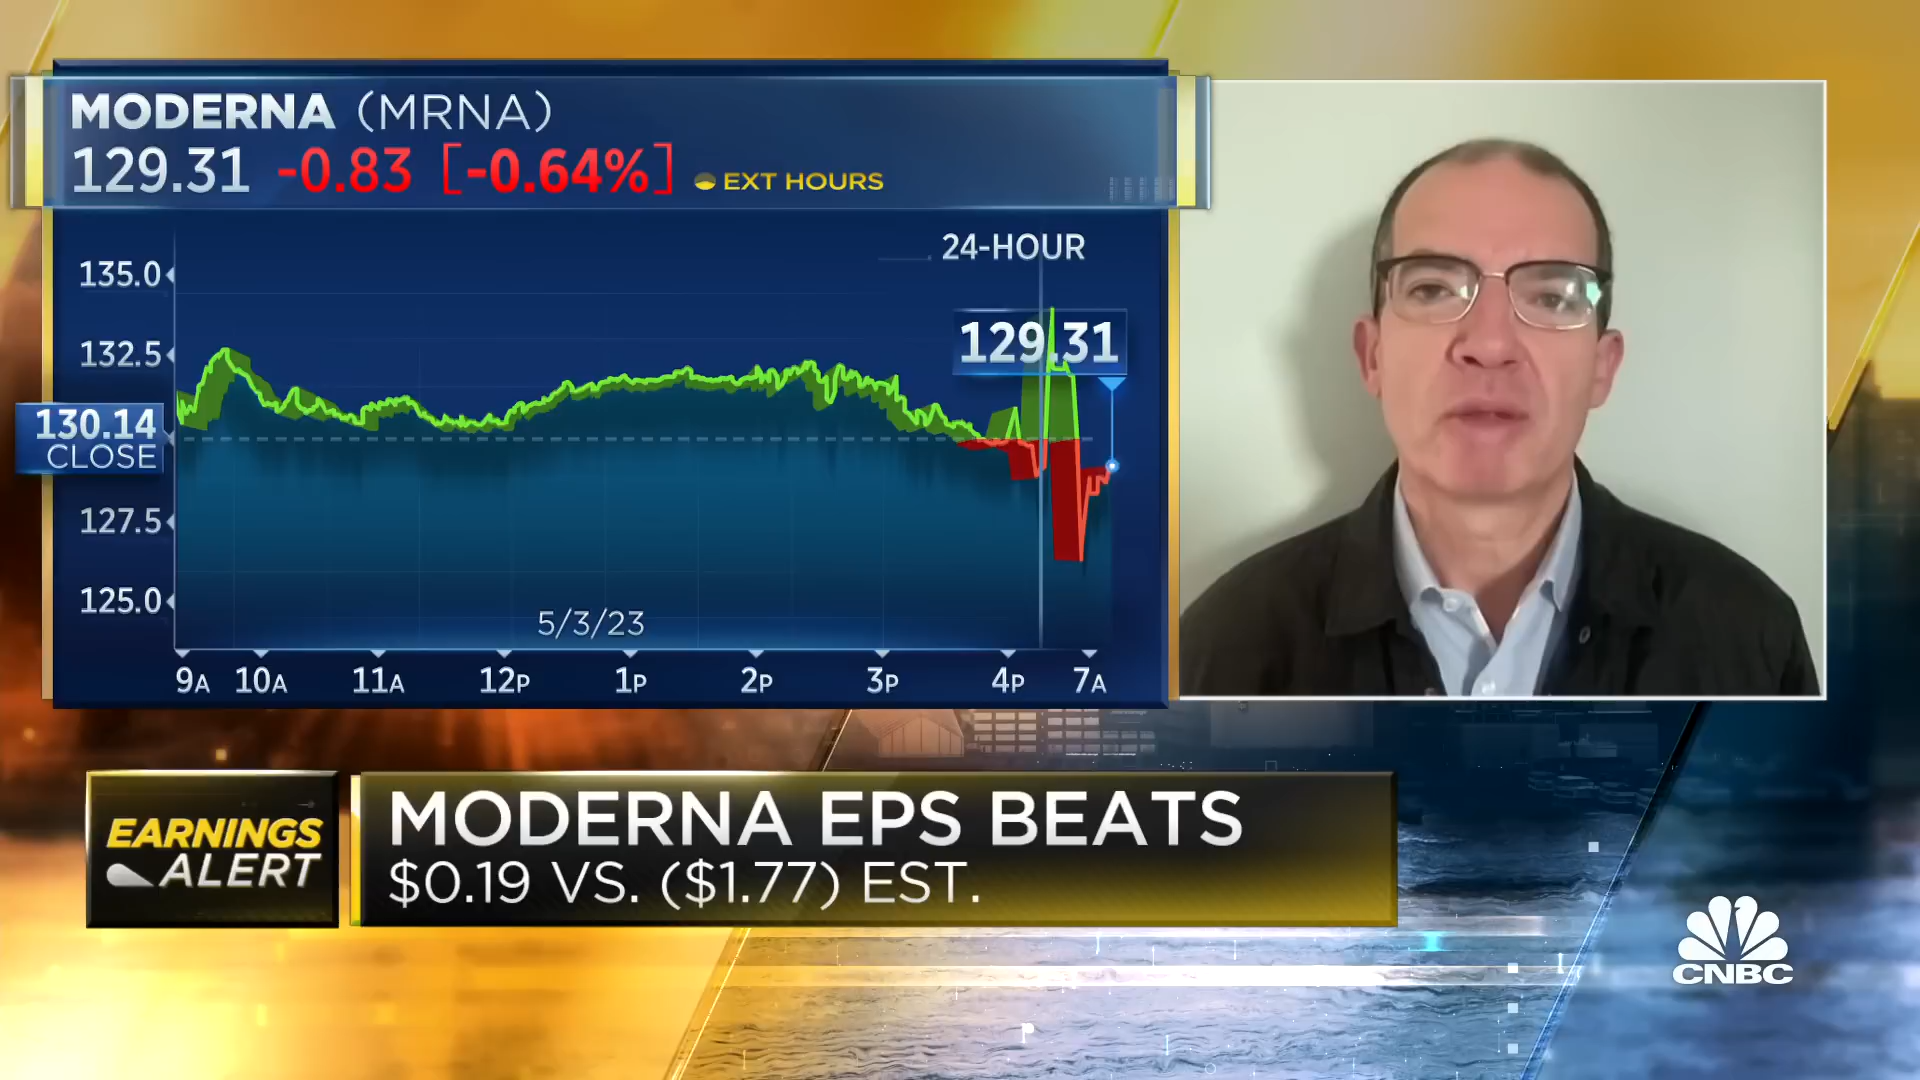 MODERNA (MRNA)
129.31 -0.83 [-0.64%] EXT HOURS
24-HOUR
135.0
132.5
130.14
CLOSE
127.5
125.0
129.31
5/3/23
9A 10A 11A 12P 1P 2P 3P 4P 7A
EARNINGS
ALERT
MODERNA EPS BEATS
$0.19 VS. ($1.77) EST.
CNBC